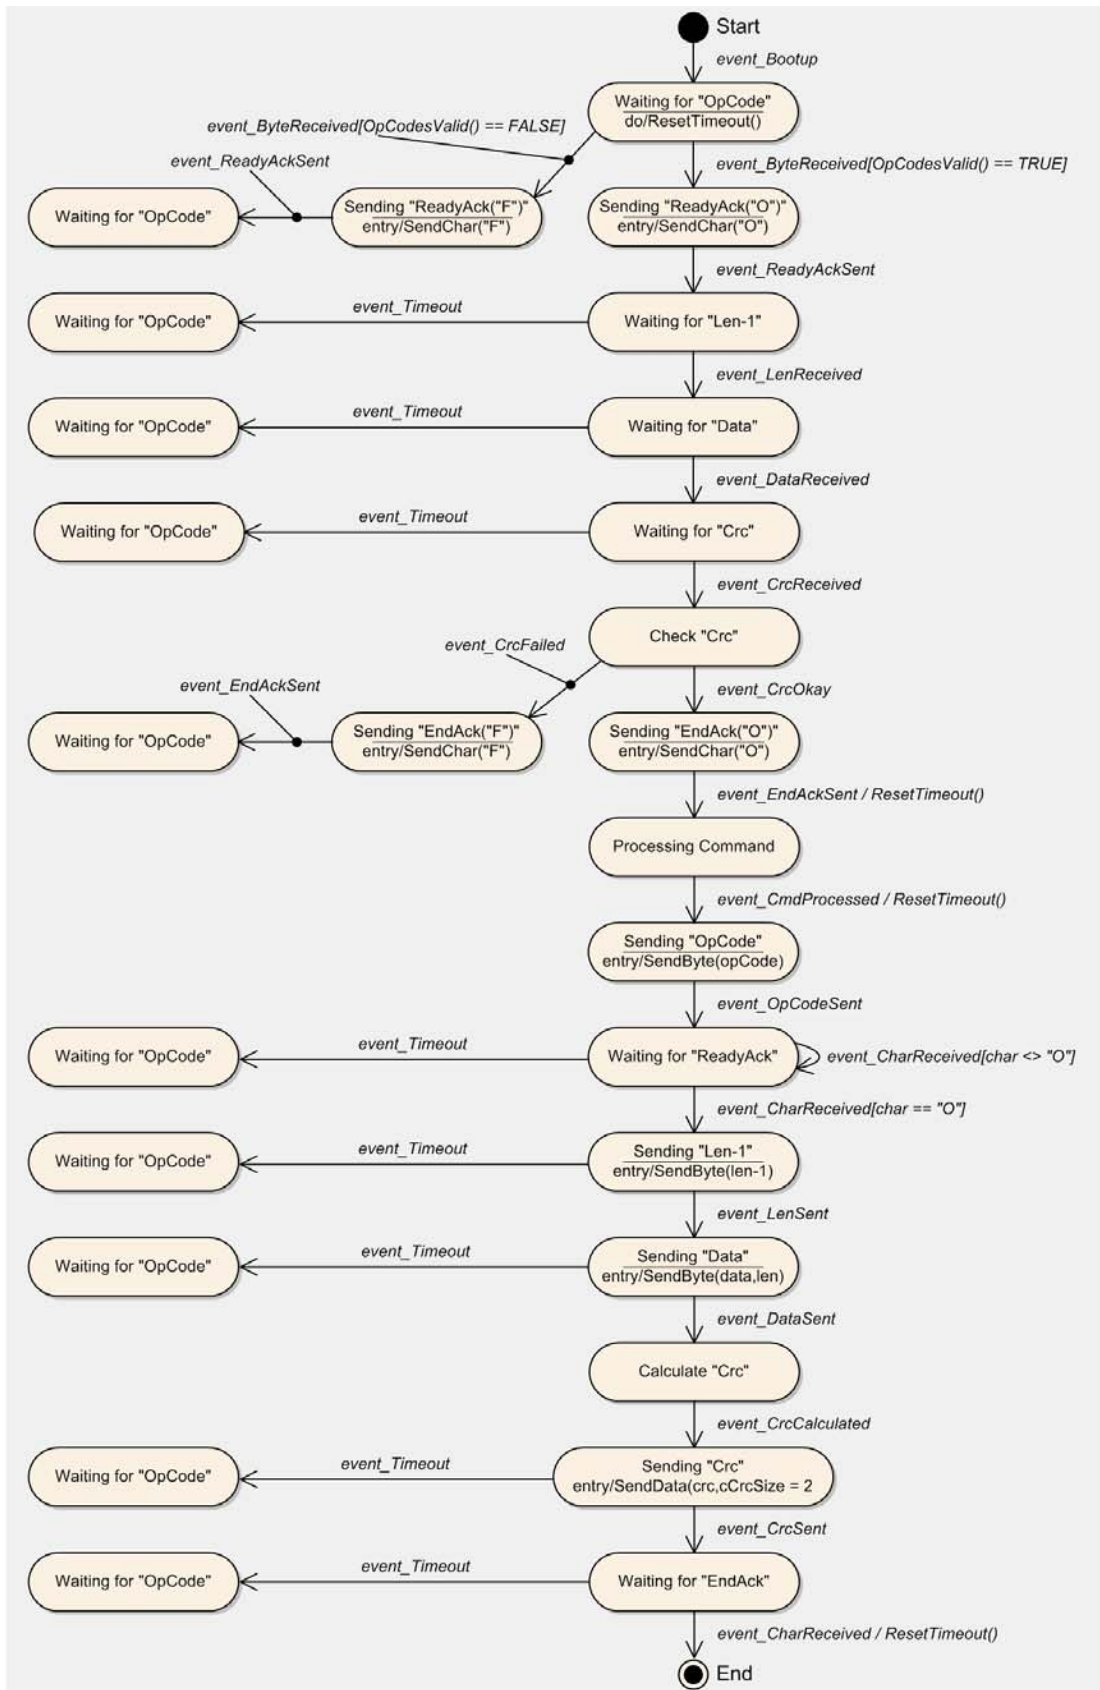 Start
event_Bootup
Waiting for "OpCode"
do/ResetTimeout()
event_ByteReceived[OpCodesValid() == FALSE]
event_ReadyAckSent
event_ByteReceived[OpCodesValid() == TRUE]
Waiting for "OpCode"
Sending "ReadyAck("F")"
entry/SendChar("F")
Sending "ReadyAck("O")"
entry/SendChar("O")
event_ReadyAckSent
Waiting for "OpCode"
event_Timeout
Waiting for "Len-1"
event_LenReceived
Waiting for "OpCode"
event_Timeout
Waiting for "Data"
event_DataReceived
Waiting for "OpCode"
event_Timeout
Waiting for "Crc"
event_CrcReceived
Check "Crc"
event_CrcFailed
event_EndAckSent
event_CrcOkay
Waiting for "OpCode"
Sending "EndAck("F")"
entry/SendChar("F")
Sending "EndAck("O")"
entry/SendChar("O")
event_EndAckSent / ResetTimeout()
Processing Command
event_CmdProcessed / ResetTimeout()
Sending "OpCode"
entry/SendByte(opCode)
event_OpCodeSent
Waiting for "OpCode"
event_Timeout
Waiting for "ReadyAck"
event_CharReceived[char <> "O"]
event_CharReceived[char == "O"]
Waiting for "OpCode"
event_Timeout
Sending "Len-1"
entry/SendByte(len-1)
event_LenSent
Waiting for "OpCode"
event_Timeout
Sending "Data"
entry/SendByte(data,len)
event_DataSent
Calculate "Crc"
event_CrcCalculated
Waiting for "OpCode"
event_Timeout
Sending "Crc"
entry/SendData(crc,cCrcSize = 2
event_CrcSent
Waiting for "OpCode"
event_Timeout
Waiting for "EndAck"
event_CharReceived / ResetTimeout()
End